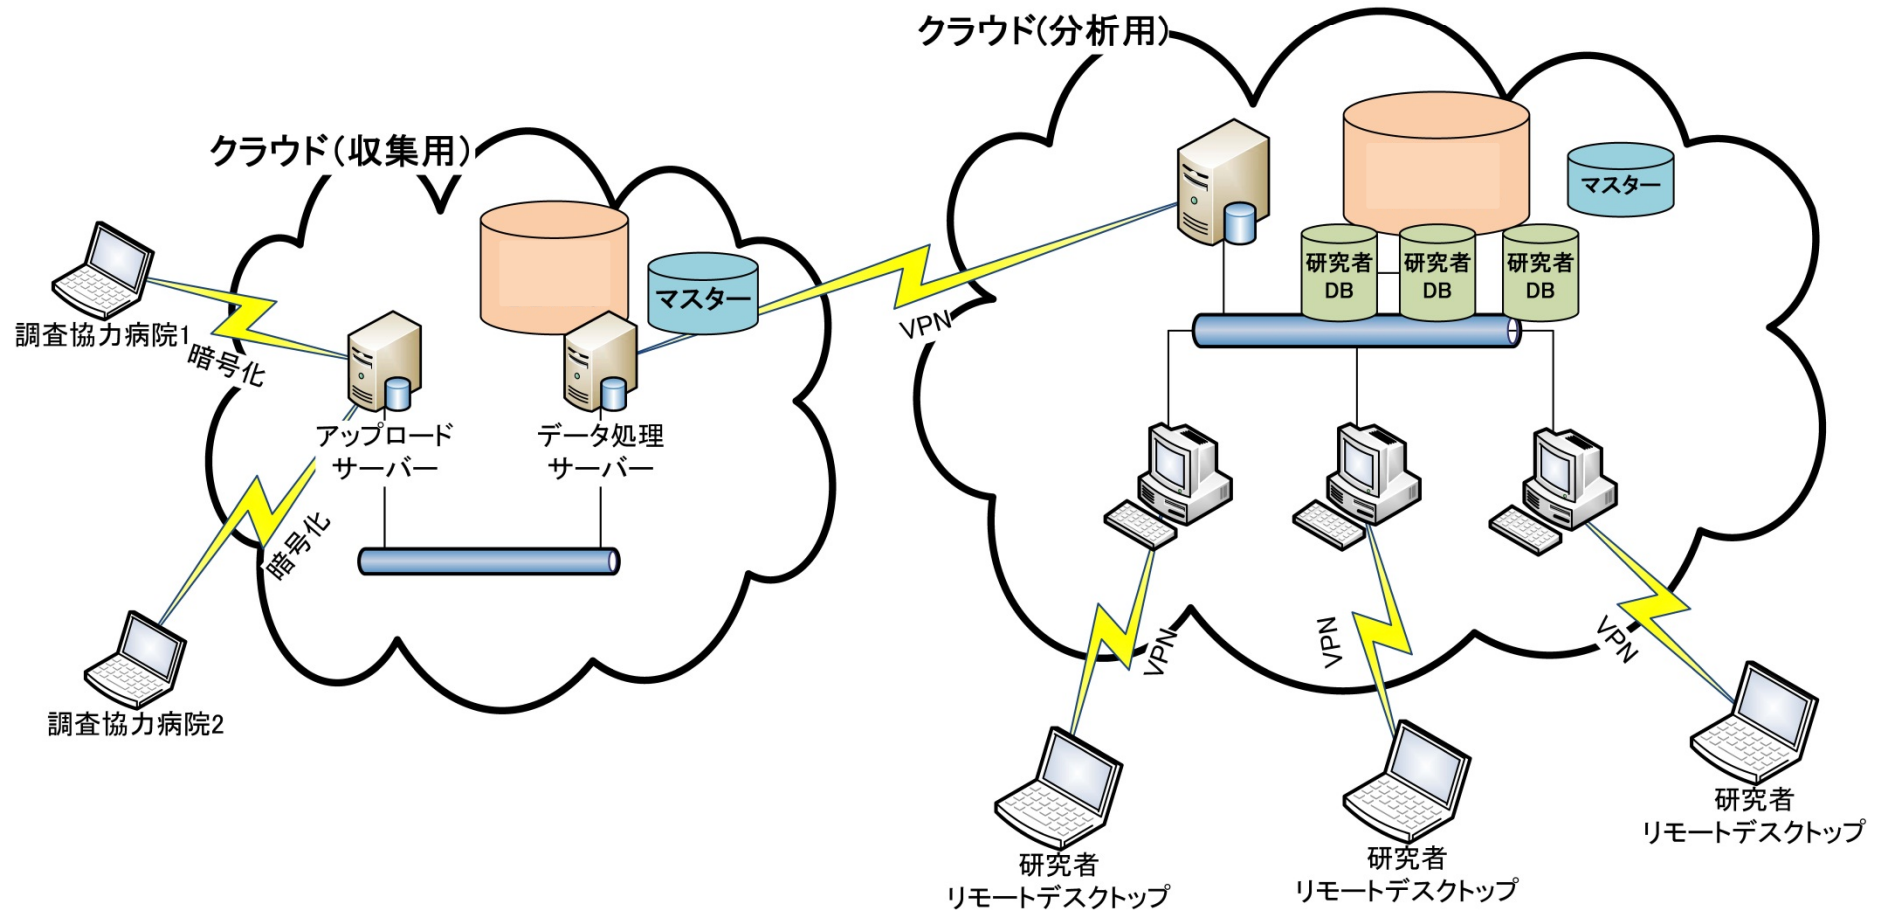 クラウド(分析用)
クラウド(収集用)
マスター
マスター
研究者
DB
研究者
DB
研究者
DB
VPN
調査協力病院1
暗号化
アップロード
サーバー
データ処理
サーバー
暗号化
調査協力病院2
VPN
VPN
VPN
研究者
リモートデスクトップ
研究者
リモートデスクトップ
研究者
リモートデスクトップ